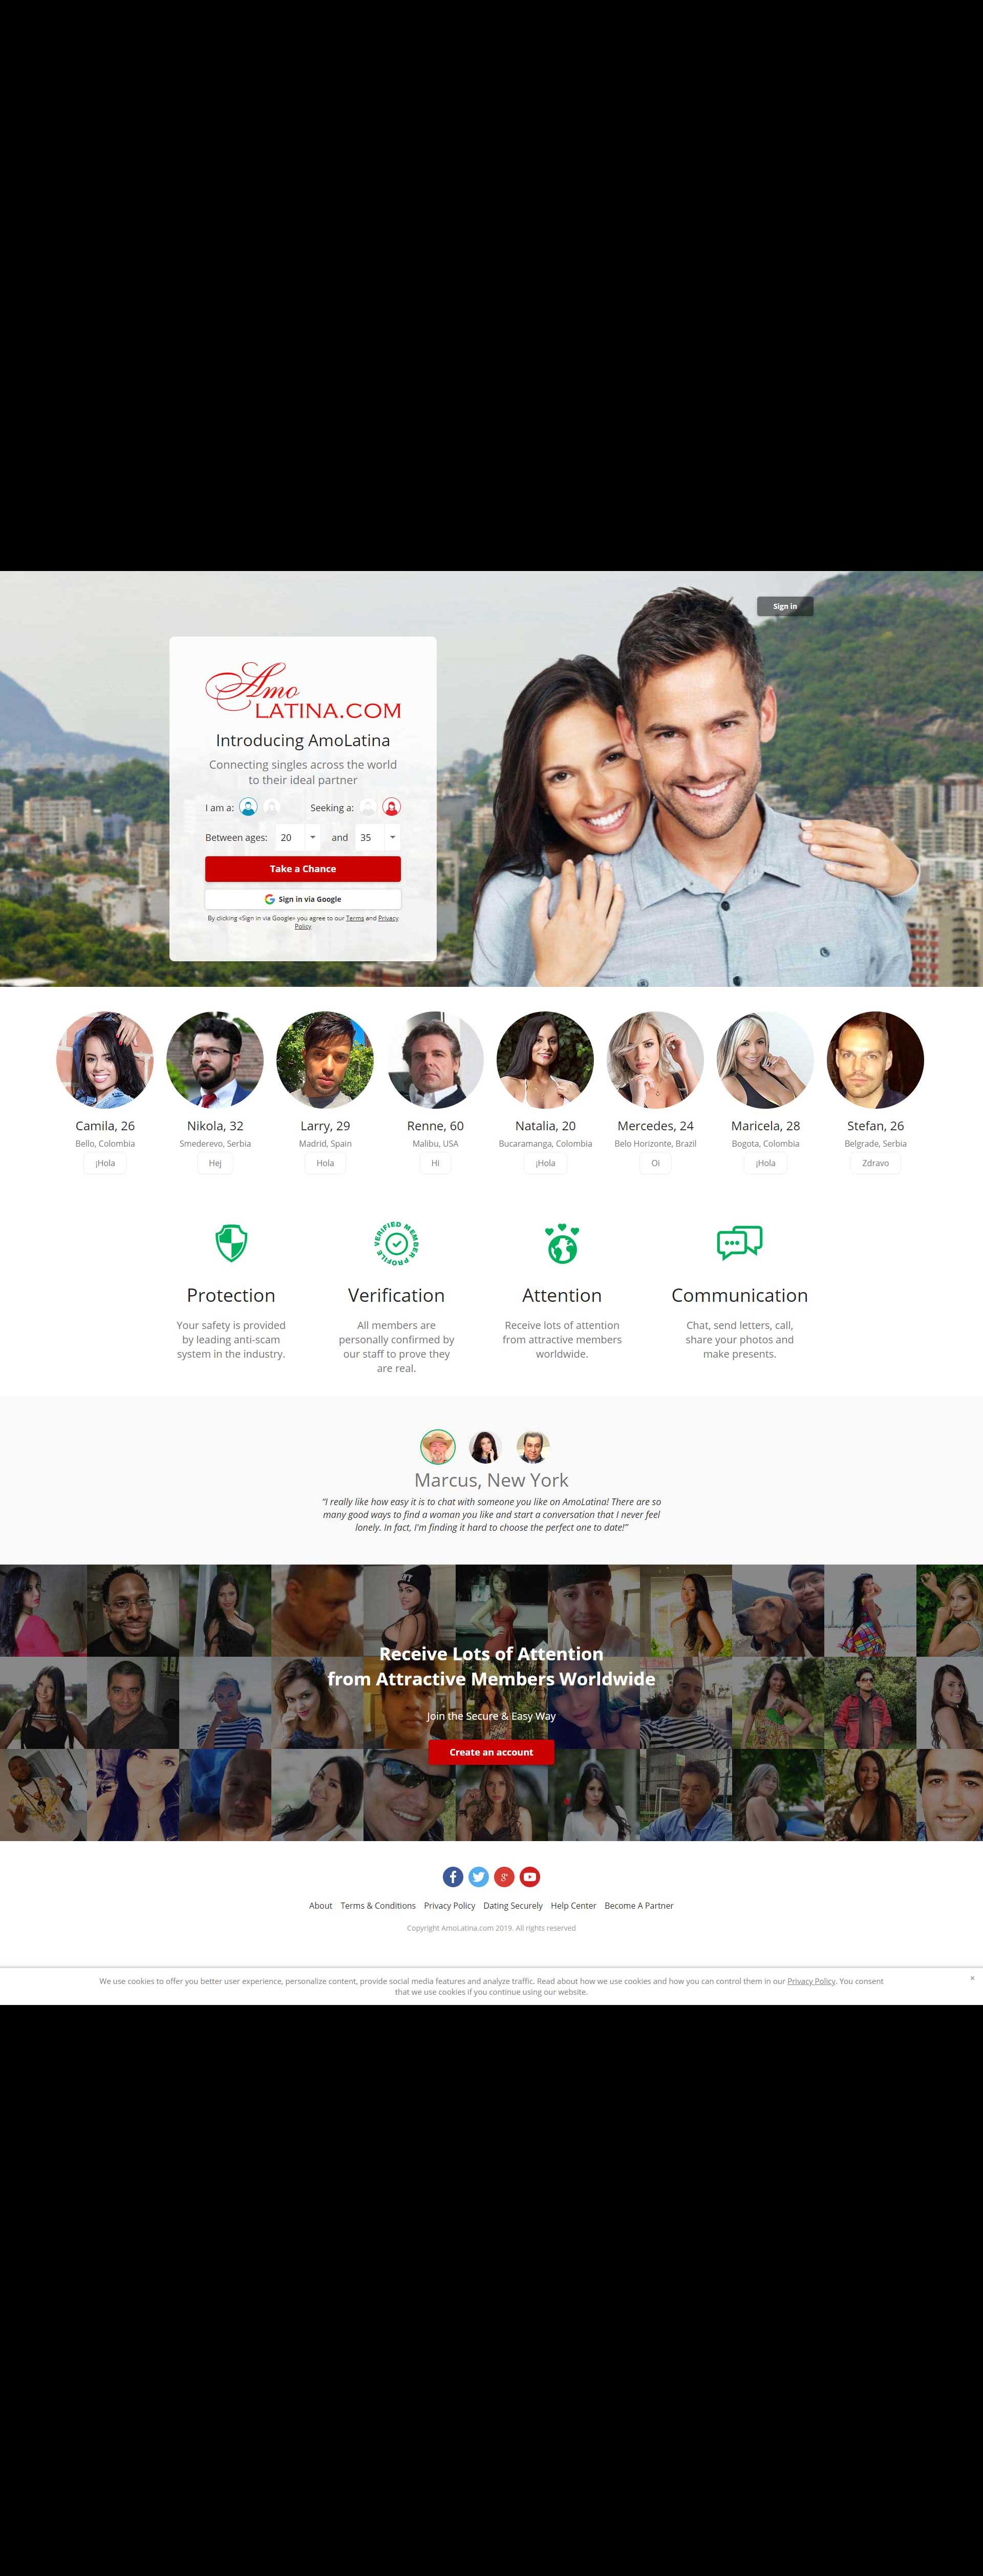 Sign in
Amo
LATINA.COM
Introducing AmoLatina
Connecting singles across the world
to their ideal partner
I am a: Seeking a:
Between ages: 20 and 35
Take a Chance
Sign in via Google
By clicking «Sign in via Google» you agree to our Terms and Privacy
Policy
Camila, 26 Nikola, 32 Larry, 29 Renne, 60 Natalia, 20 Mercedes, 24 Maricela, 28 Stefan, 26
Bello, Colombia Smederevo, Serbia Madrid, Spain Malibu, USA Bucaramanga, Colombia Belo Horizonte, Brazil Bogota, Colombia Belgrade, Serbia
¡Hola Hej Hola Hi ¡Hola Oi ¡Hola Zdravo
VERIFIED MEMBER PROFILE
Protection Verification Attention Communication
Your safety is provided All members are Receive lots of attention Chat, send letters, call,
by leading anti-scam personally confirmed by from attractive members share your photos and
system in the industry. our staff to prove they worldwide. make presents.
are real.
Marcus, New York
"I really like how easy it is to chat with someone you like on AmoLatina! There are so
many good ways to find a woman you like and start a conversation that I never feel
lonely. In fact, I'm finding it hard to choose the perfect one to date!"
Receive Lots of Attention
from Attractive Members Worldwide
Join the Secure & Easy Way
Create an account
About Terms & Conditions Privacy Policy Dating Securely Help Center Become A Partner
Copyright AmoLatina.com 2019. All rights reserved
We use cookies to offer you better user experience, personalize content, provide social media features and analyze traffic. Read about how we use cookies and how you can control them in our Privacy Policy. You consent
that we use cookies if you continue using our website.